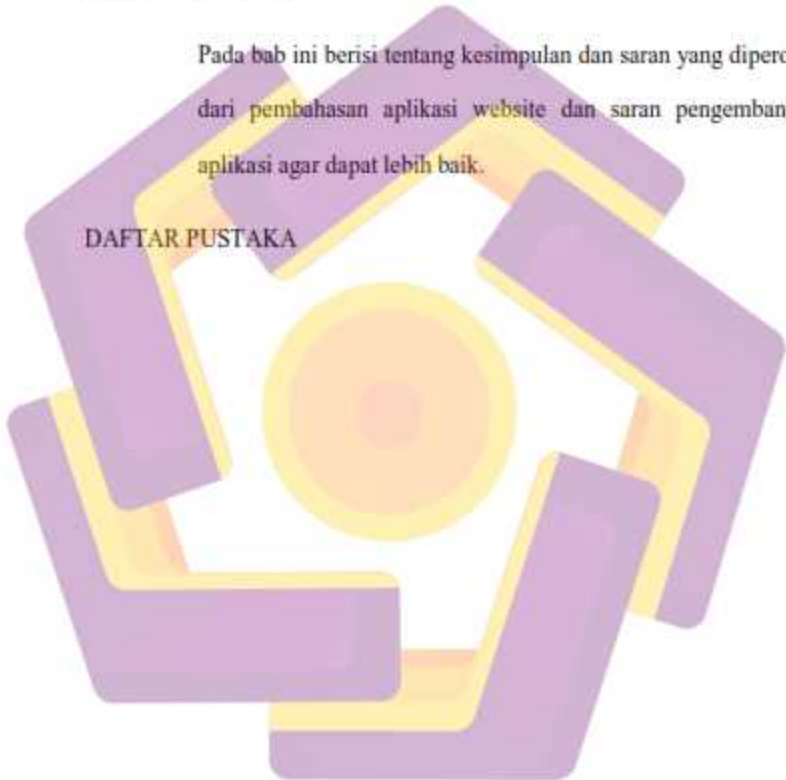 Pada bab ini berisi tentang kesimpulan dan saran yang dipero
dari pembahasan aplikasi website dan saran pengemban
aplikasi agar dapat lebih baik.
DAFTAR PUSTAKA